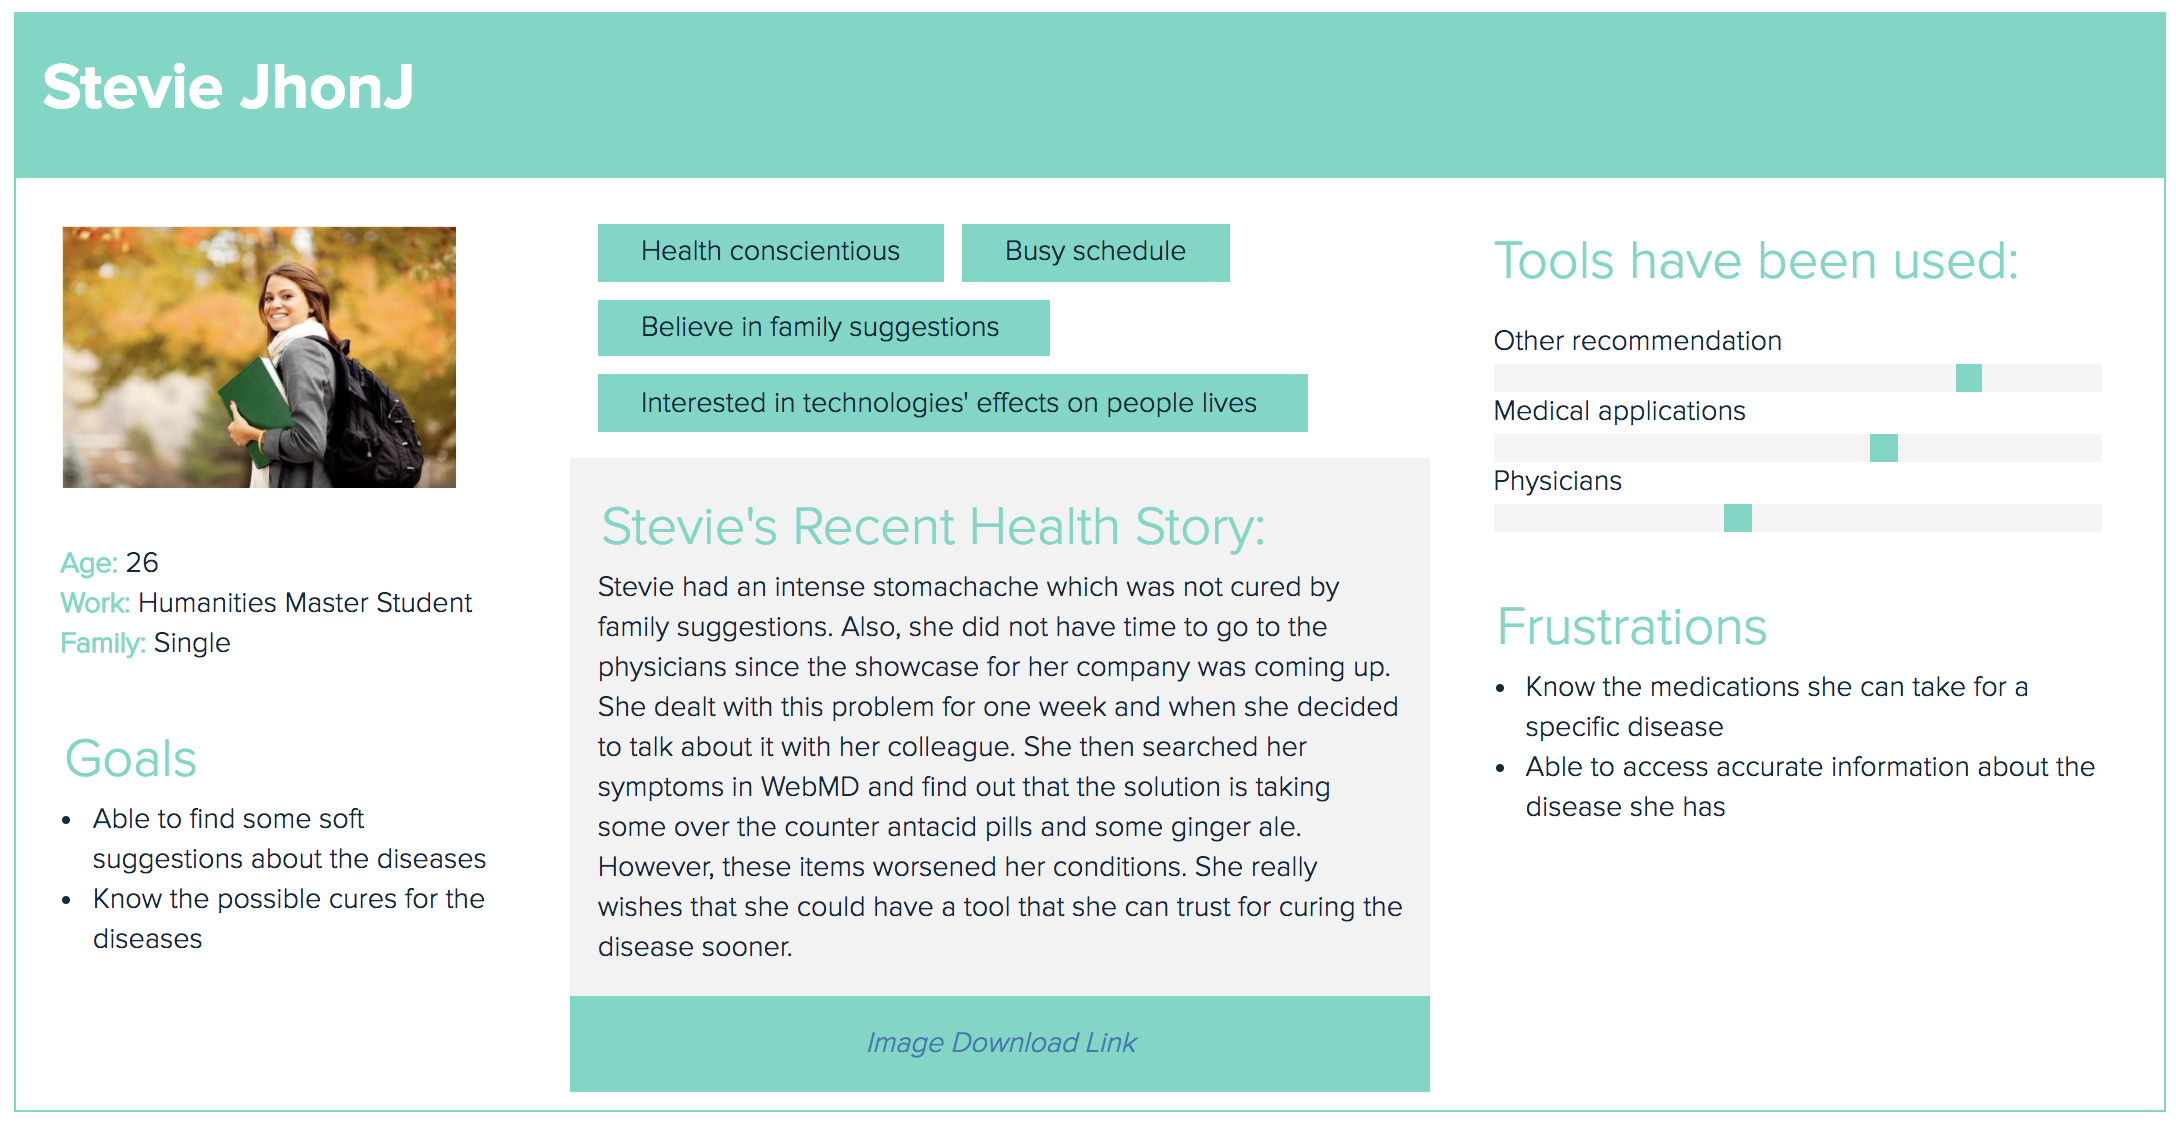 Stevie JhonJ
Age: 26
Work: Humanities Master Student
Family: Single
Goals
• Able to find some soft
suggestions about the diseases
• Know the possible cures for the
diseases
Health conscientious
Busy schedule
Believe in family suggestions
Interested in technologies' effects on people lives
Stevie's Recent Health Story:
Stevie had an intense stomachache which was not cured by
family suggestions. Also, she did not have time to go to the
physicians since the showcase for her company was coming up.
She dealt with this problem for one week and when she decided
to talk about it with her colleague. She then searched her
symptoms in WebMD and find out that the solution is taking
some over the counter antacid pills and some ginger ale.
However, these items worsened her conditions. She really
wishes that she could have a tool that she can trust for curing the
disease sooner.
Image Download Link
Tools have been used:
Other recommendation
Medical applications
Physicians
Frustrations
• Know the medications she can take for a
specific disease
• Able to access accurate information about the
disease she has